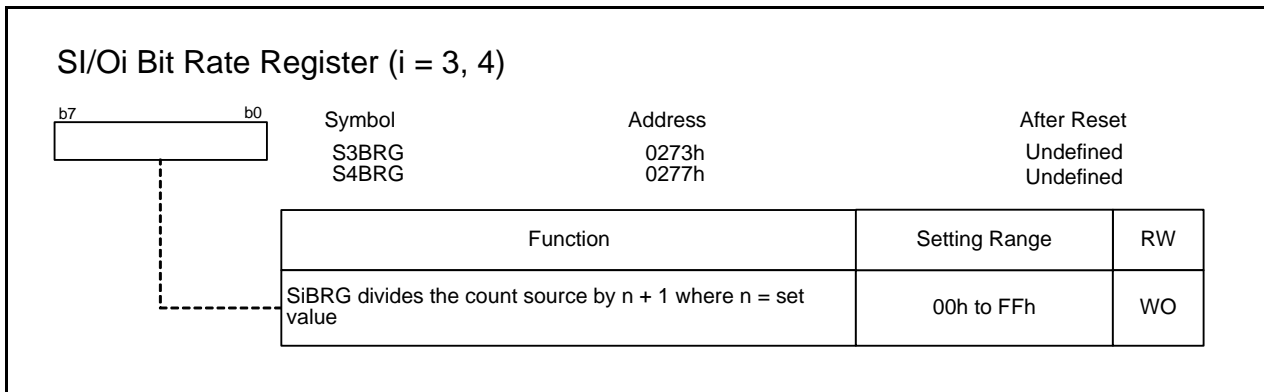 SI/Oi Bit Rate Register (i = 3, 4)
b7 b0
Symbol Address After Reset
S3BRG 0273h Undefined
S4BRG 0277h Undefined
Function Setting Range RW
SiBRG divides the count source by n + 1 where n = set
value
00h to FFh WO